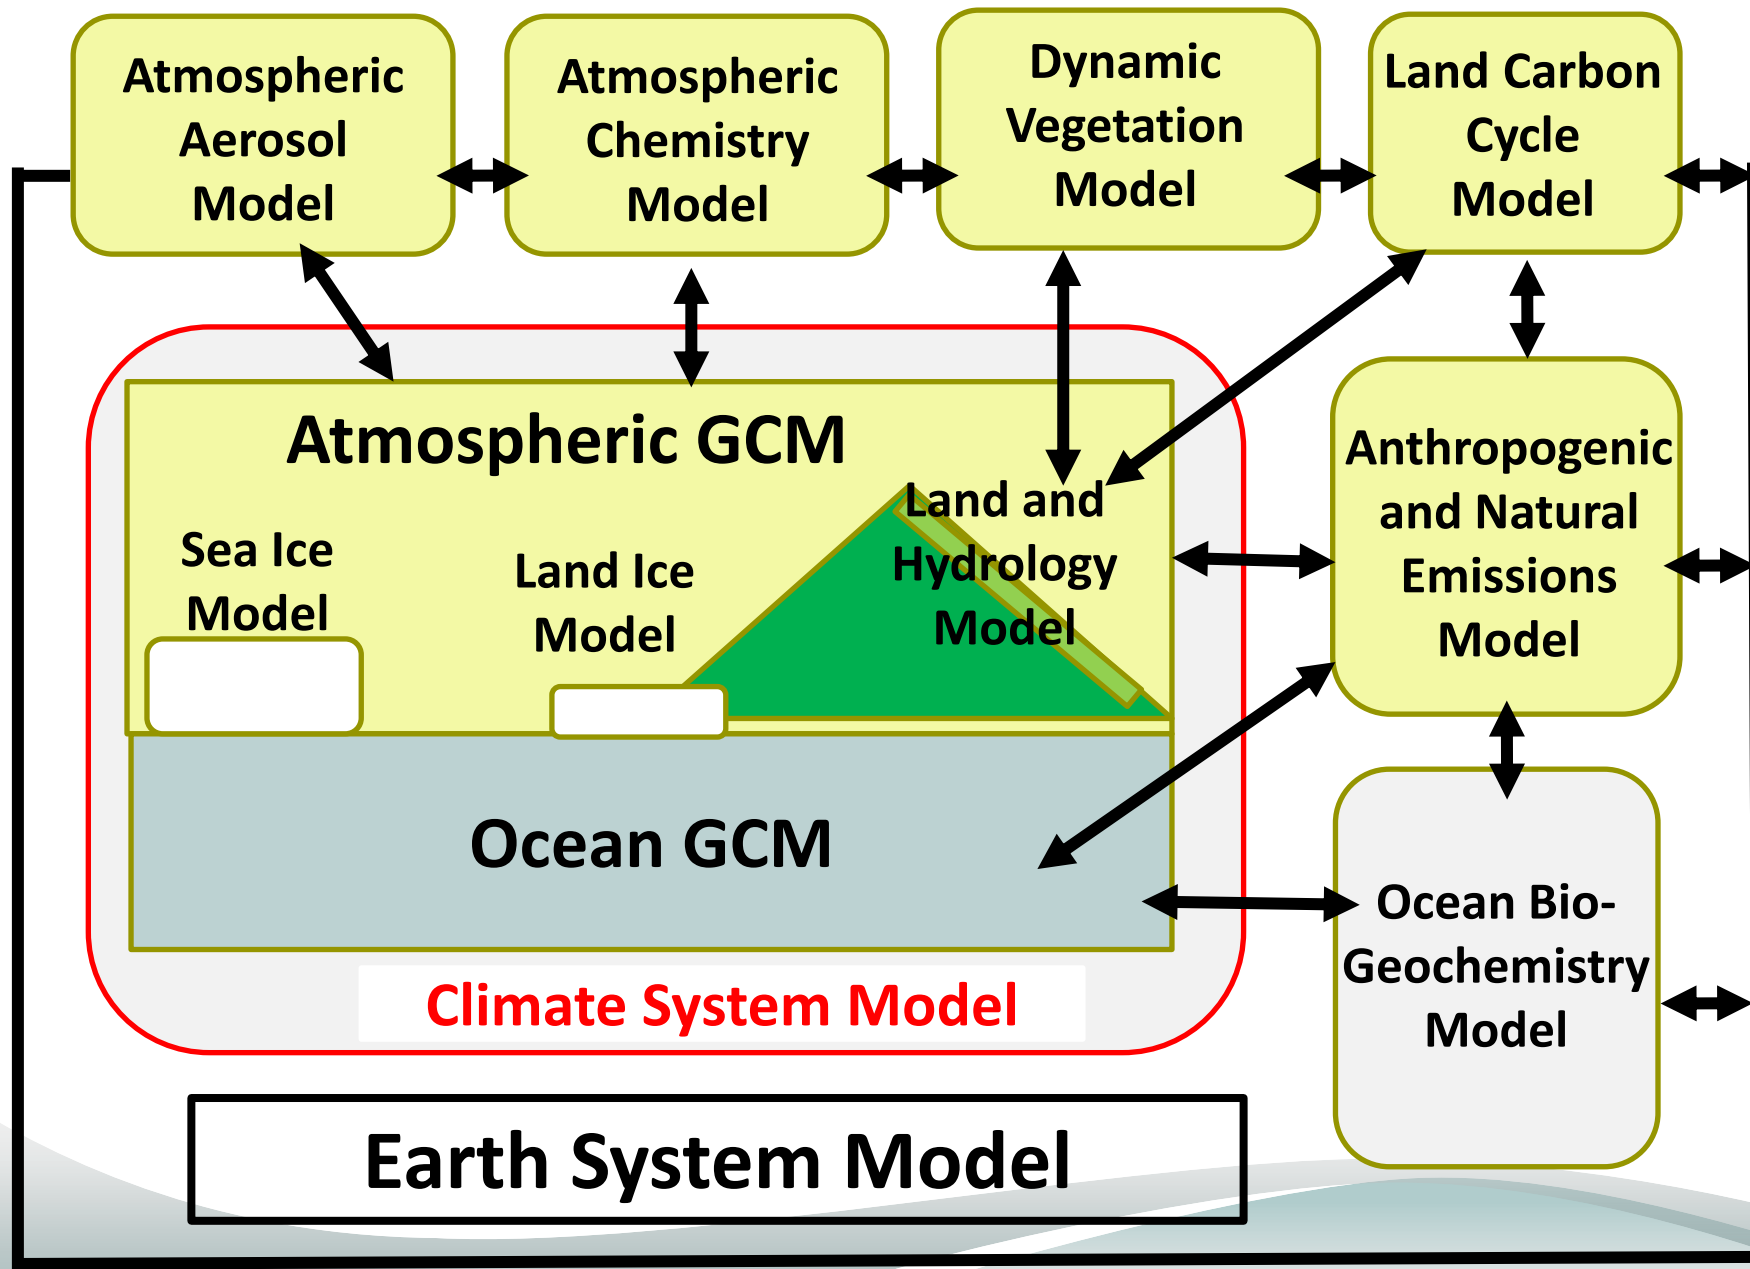 Atmospheric
Aerosol
Model
Atmospheric
Chemistry
Model
Dynamic
Vegetation
Model
Land Carbon
Cycle
Model
Atmospheric GCM
Sea Ice
Model
Land Ice
Model
Land and
Hydrology
Model
Anthropogenic
and Natural
Emissions
Model
Ocean GCM
Ocean Bio-
Geochemistry
Model
Climate System Model
Earth System Model